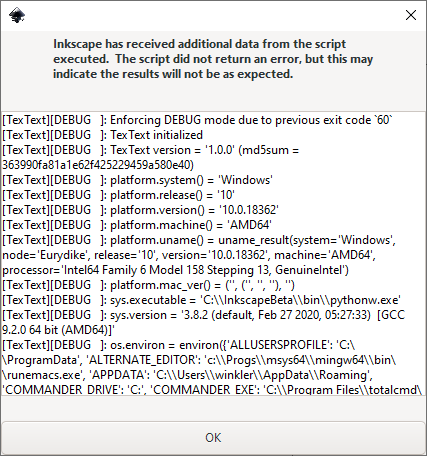 Inkscape has received additional data from the script
executed.  The script did not return an error, but this may
indicate the results will not be as expected.
[TexText][DEBUG   ]: Enforcing DEBUG mode due to previous exit code `60`
[TexText][DEBUG   ]: TexText initialized
[TexText][DEBUG   ]: TexText version = '1.0.0' (md5sum =
363990fa81a1e62f425229459a580e40)
[TexText][DEBUG   ]: platform.system() = 'Windows'
[TexText][DEBUG   ]: platform.release() = '10'
[TexText][DEBUG   ]: platform.version() = '10.0.18362'
[TexText][DEBUG   ]: platform.machine() = 'AMD64'
[TexText][DEBUG   ]: platform.uname() = uname_result(system='Windows',
node='Eurydike', release='10', version='10.0.18362', machine='AMD64',
processor='Intel64 Family 6 Model 158 Stepping 13, GenuineIntel')
[TexText][DEBUG   ]: platform.mac_ver() = ('', ('', '', ''), '')
[TexText][DEBUG   ]: sys.executable = 'C:\\InkscapeBeta\\bin\\pythonw.exe'
[TexText][DEBUG   ]: sys.version = '3.8.2 (default, Feb 27 2020, 05:27:33)  [GCC
9.2.0 64 bit (AMD64)]'
[TexText][DEBUG   ]: os.environ = environ({'ALLUSERSPROFILE': 'C:\
\ProgramData', 'ALTERNATE_EDITOR': 'c:\\Progs\\msys64\\mingw64\\bin\
\runemacs.exe', 'APPDATA': 'C:\\Users\\winkler\\AppData\\Roaming',
'COMMANDER_DRIVE': 'C:', 'COMMANDER_EXE': 'C:\\Program Files\\totalcmd\
OK